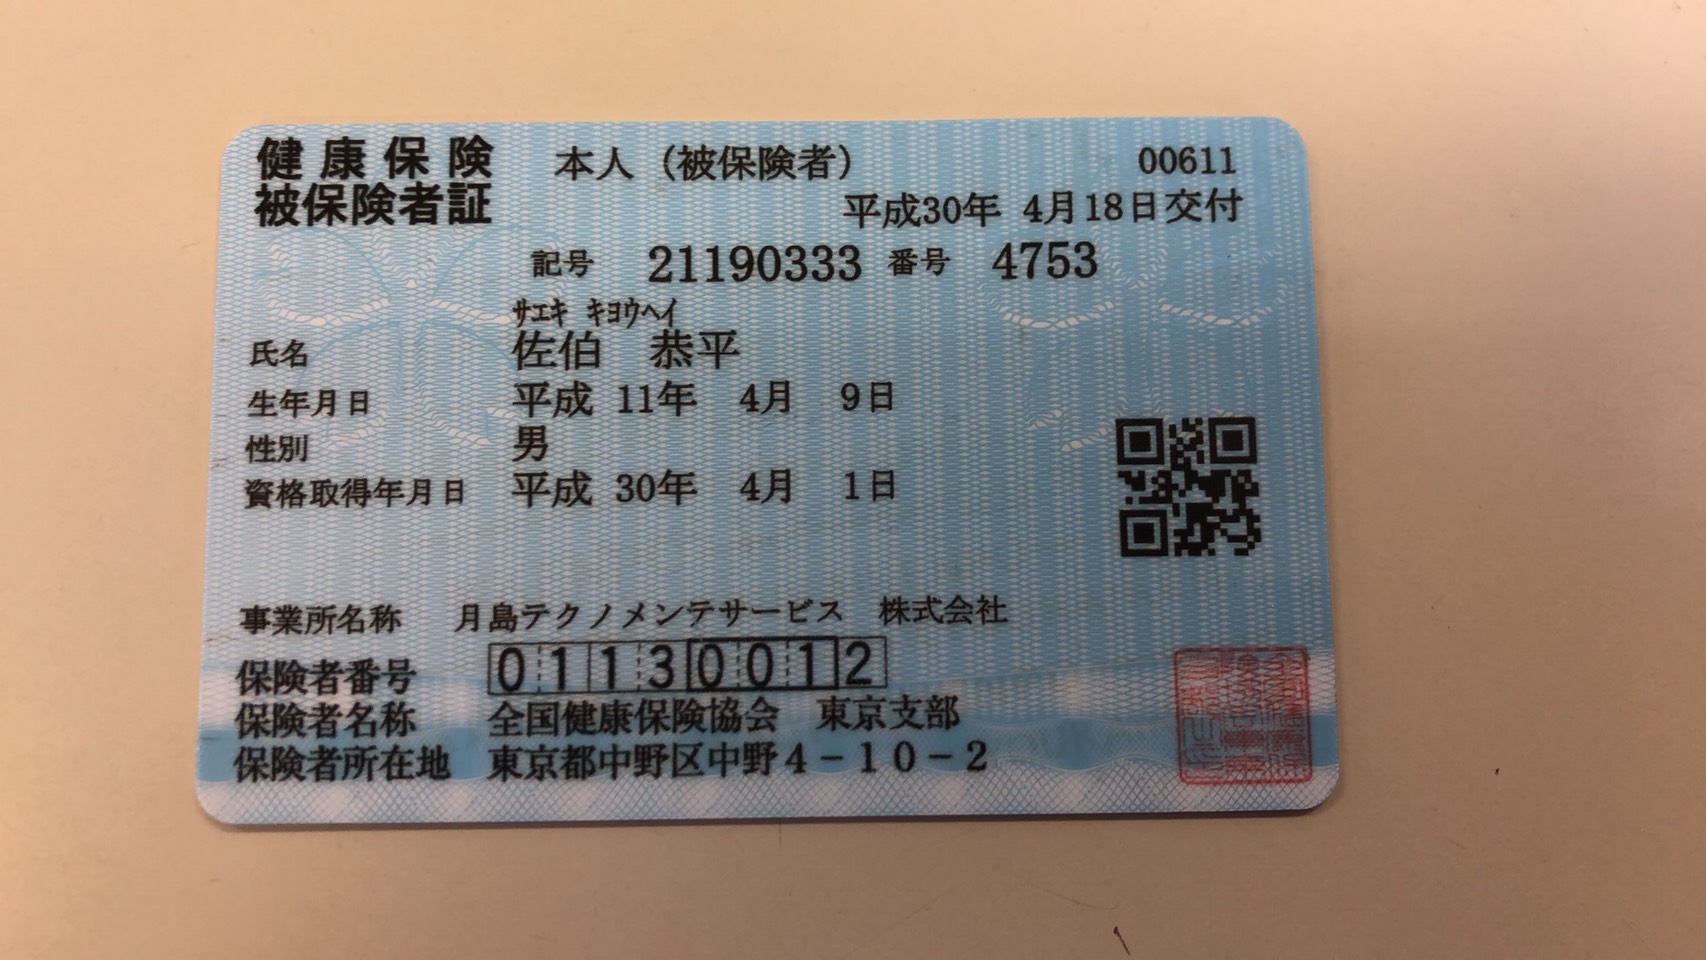 健康保険 本人（被保険者） 00611
被保険者証 平成30年 4月18日交付
記号 21190333 番号 4753
ｻｴｷ ｷﾖｳﾍｲ
氏名 佐伯 恭平
生年月日 平成 11年 4月 9日
性別 男
資格取得年月日 平成 30年 4月 1日
事業所名称 月島テクノメンテサービス 株式会社
保険者番号 01130012
保険者名称 全国健康保険協会 東京支部
保険者所在地 東京都中野区中野４－１０－２